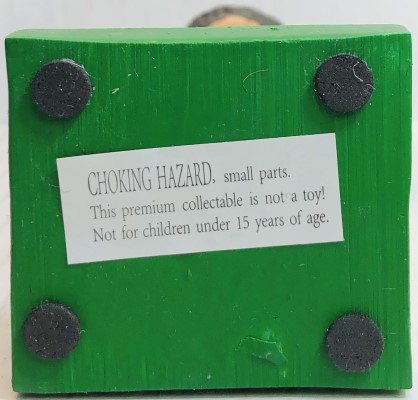 CHOKING HAZARD, small parts.
This premium collectable is not a toy!
Not for children under 15 years of age.